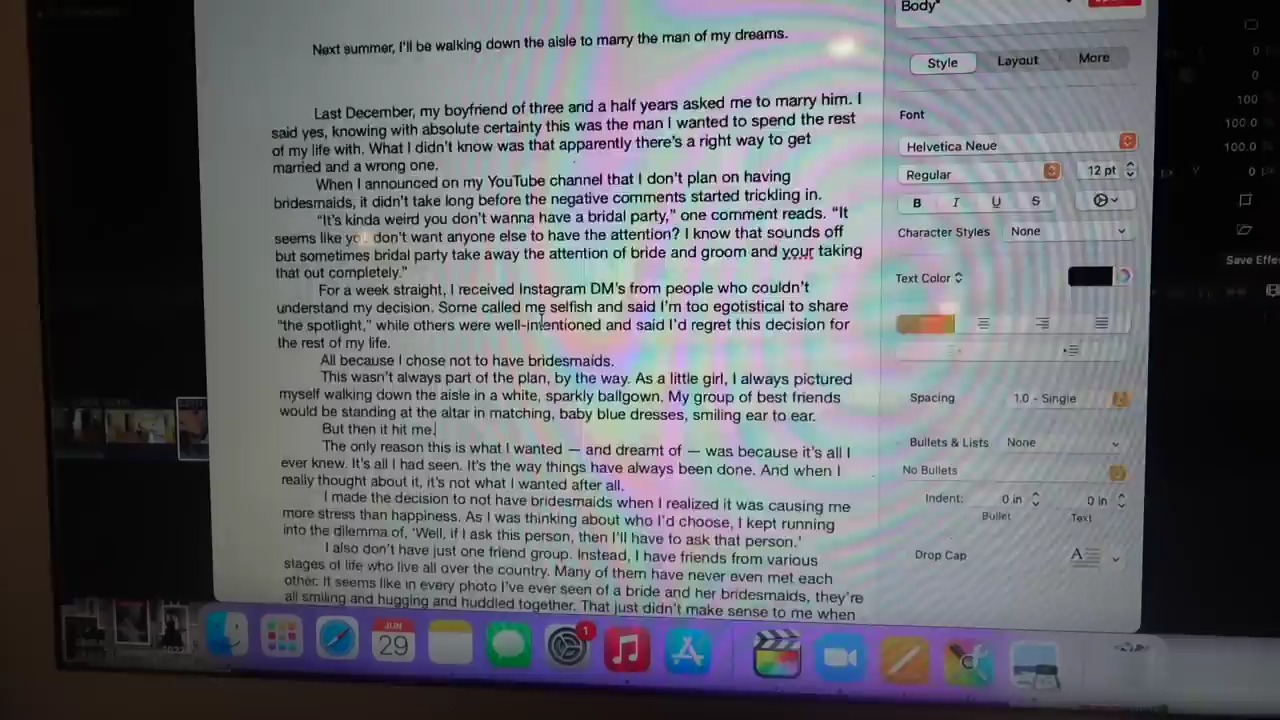 Body*
Next summer, I'll be walking down the aisle to marry the man of my dreams.
Style
Layout
More
Last December, my boyfriend of three and a half years asked me to marry him. I
said yes, knowing with absolute certainty this was the man I wanted to spend the rest
of my life with. What I didn't know was that apparently there's a right way to get
married and a wrong one.
When I announced on my YouTube channel that I don't plan on having
bridesmaids, it didn't take long before the negative comments started trickling in.
"It's kinda weird you don't wanna have a bridal party," one comment reads. "It
seems like you don't want anyone else to have the attention? I know that sounds off
but sometimes bridal party take away the attention of bride and groom and your taking
that out completely."
For a week straight, I received Instagram DM's from people who couldn't
understand my decision. Some called me selfish and said I'm too egotistical to share
"the spotlight," while others were well-intentioned and said I'd regret this decision for
the rest of my life.
All because I chose not to have bridesmaids.
This wasn't always part of the plan, by the way. As a little girl, I always pictured
myself walking down the aisle in a white, sparkly ballgown. My group of best friends
would be standing at the altar in matching, baby blue dresses, smiling ear to ear.
But then it hit me.
The only reason this is what I wanted — and dreamt of — was because it's all I
ever knew. It's all I had seen. It's the way things have always been done. And when I
really thought about it, it's not what I wanted after all.
I made the decision to not have bridesmaids when I realized it was causing me
more stress than happiness. As I was thinking about who I'd choose, I kept running
into the dilemma of, 'Well, if I ask this person, then I'll have to ask that person.'
I also don't have just one friend group. Instead, I have friends from various
stages of life who live all over the country. Many of them have never even met each
other. It seems like in every photo I've ever seen of a bride and her bridesmaids, they're
all smiling and hugging and huddled together. That just didn't make sense to me when
Font
Helvetica Neue
Regular
12 pt
B I U S
Character Styles
None
Text Color
Spacing
1.0 - Single
Bullets & Lists
None
No Bullets
Indent:
0 in
0 in
Bullet
Text
Drop Cap
A
0
0
100
100.0
100.0
Y
0 px
Save Effe
JUN
29
1